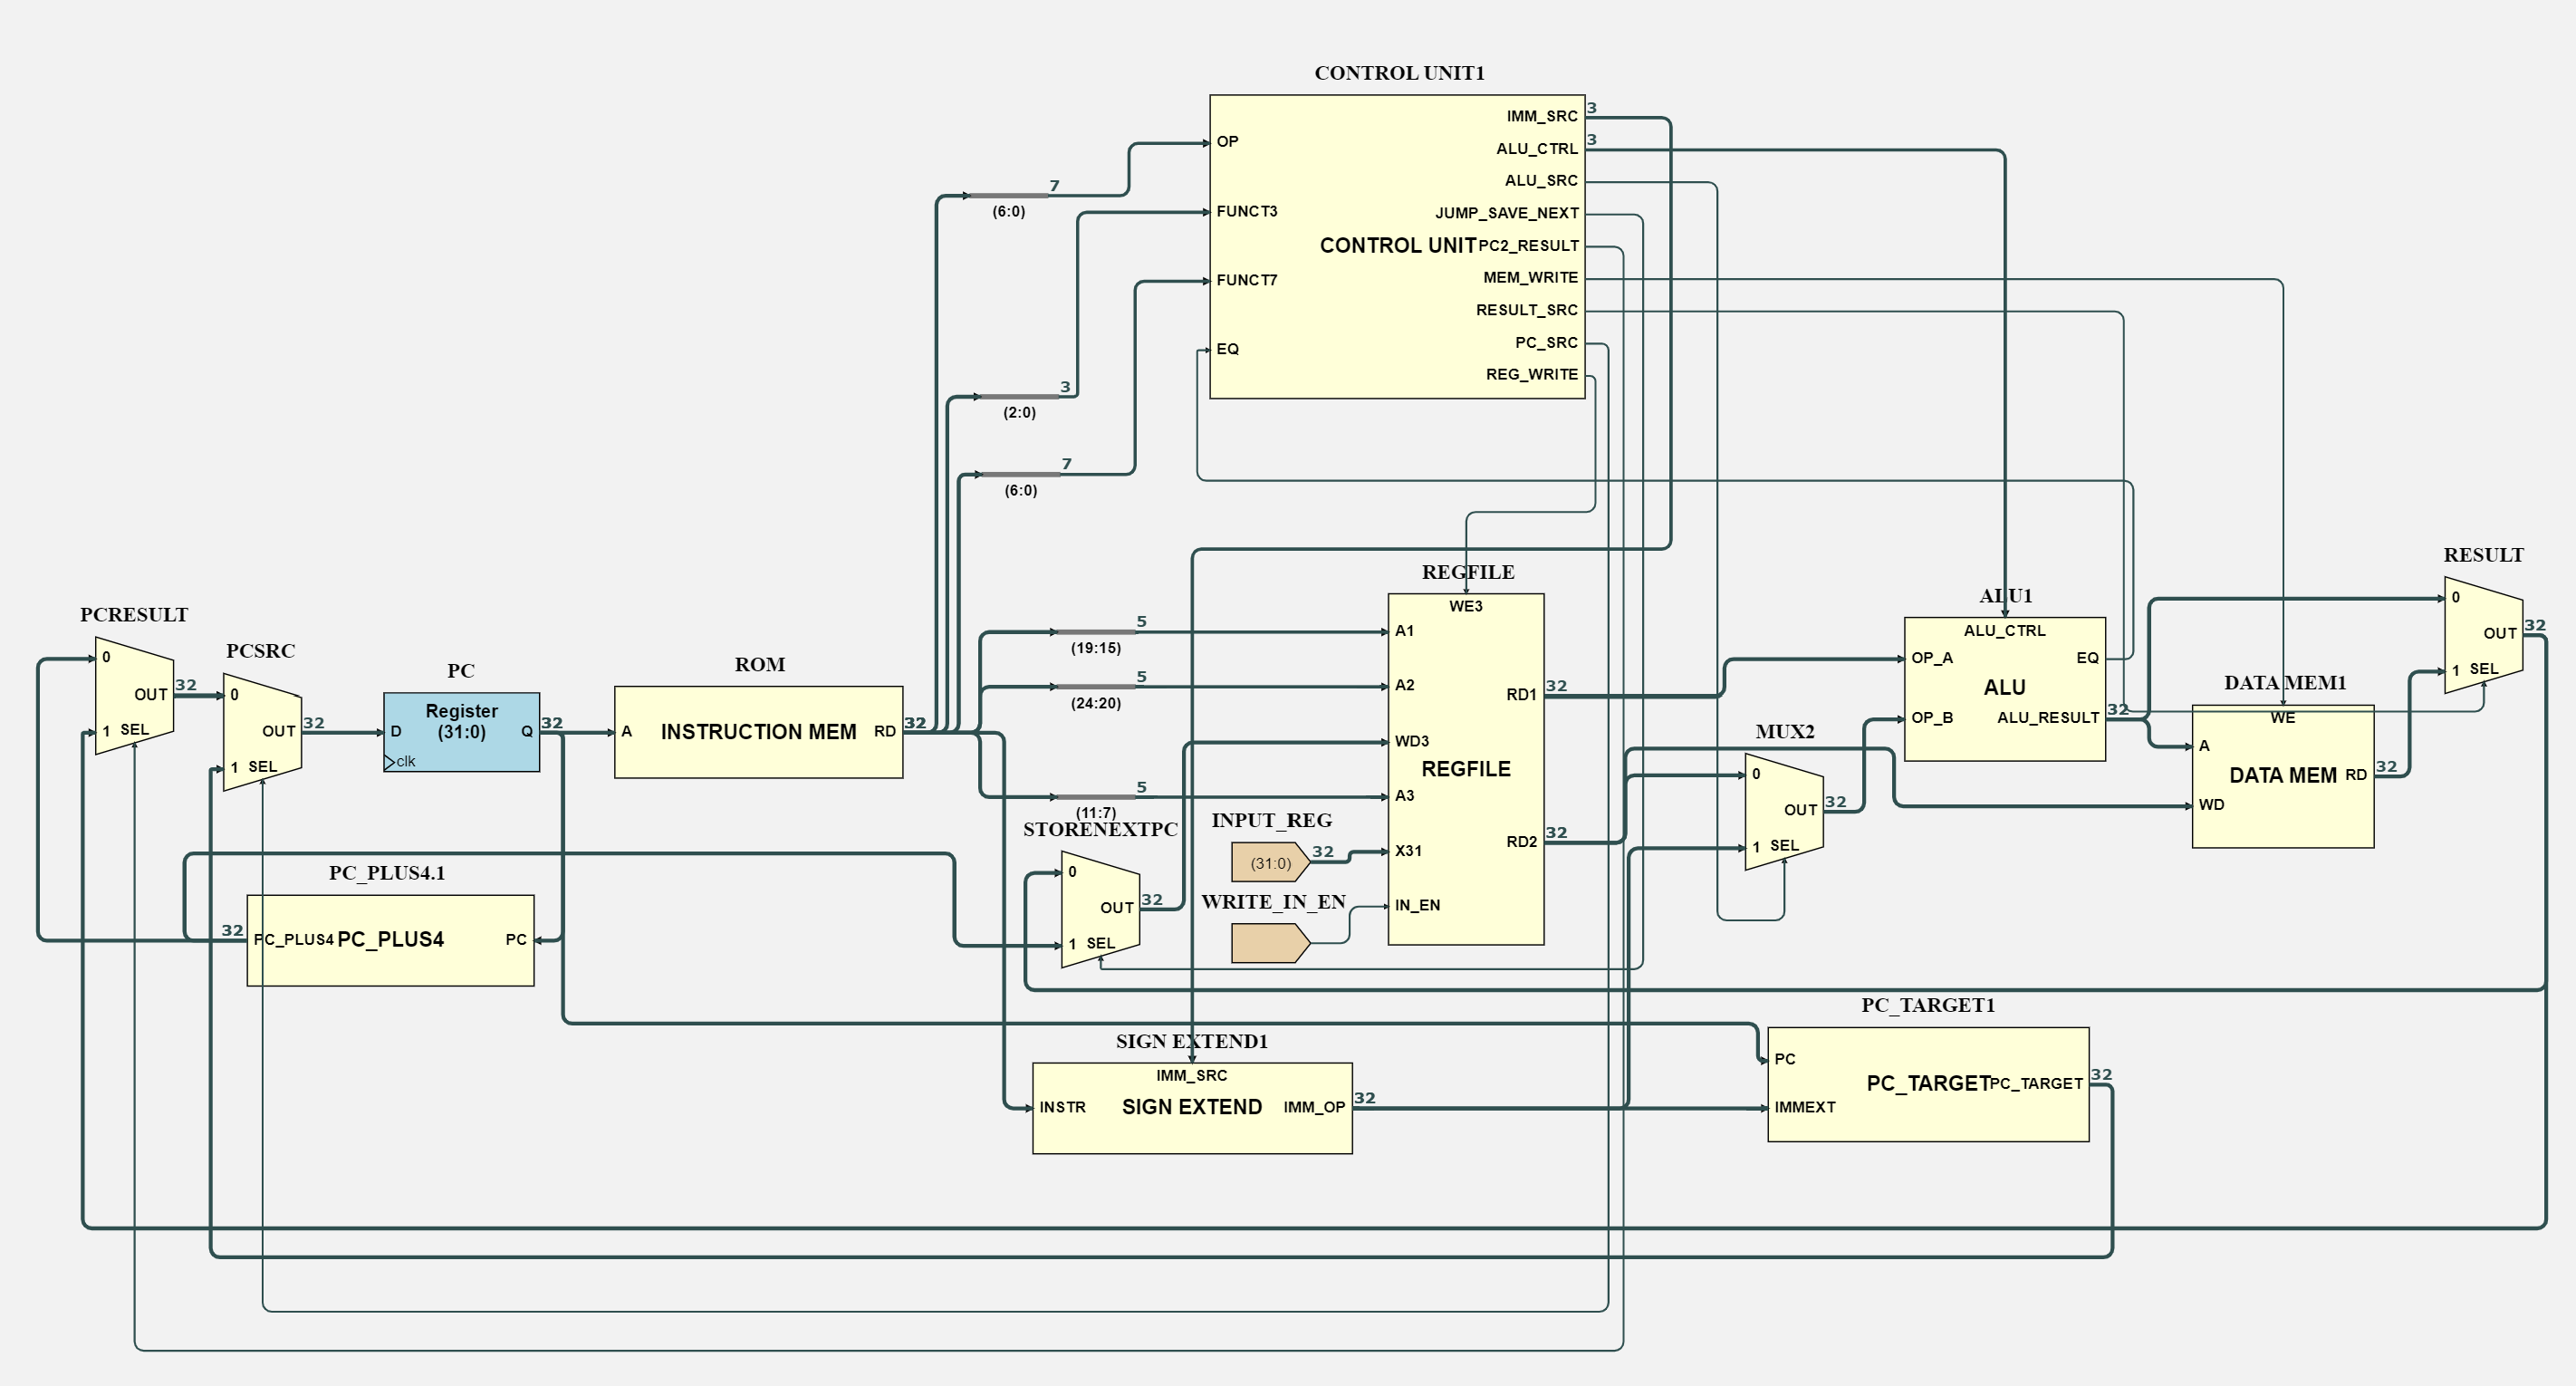 CONTROL UNIT1
OP
FUNCT3
FUNCT7
EQ
CONTROL UNIT
IMM_SRC
3
ALU_CTRL
3
ALU_SRC
JUMP_SAVE_NEXT
PC2_RESULT
MEM_WRITE
RESULT_SRC
PC_SRC
REG_WRITE
7
(6:0)
3
(2:0)
7
(6:0)
PCRESULT
0
OUT
32
1 SEL
PCSRC
0
OUT
32
1 SEL
PC
Register
(31:0)
D
Q
32
clk
ROM
A
INSTRUCTION MEM
RD
32
5
(19:15)
5
(24:20)
5
(11:7)
REGFILE
WE3
A1
A2
WD3
REGFILE
A3
X31
IN_EN
RD1
32
RD2
32
STORENEXTPC
0
OUT
32
1 SEL
INPUT_REG
(31:0)
32
WRITE_IN_EN
PC_PLUS4.1
32
PC_PLUS4
PC_PLUS4
PC
MUX2
0
OUT
32
1 SEL
ALU1
ALU_CTRL
OP_A
EQ
ALU
OP_B
ALU_RESULT
32
DATA MEM1
WE
A
DATA MEM
RD
32
WD
RESULT
0
OUT
32
1 SEL
SIGN EXTEND1
IMM_SRC
INSTR
SIGN EXTEND
IMM_OP
32
PC_TARGET1
PC
PC_TARGET
PC_TARGET
32
IMMEXT